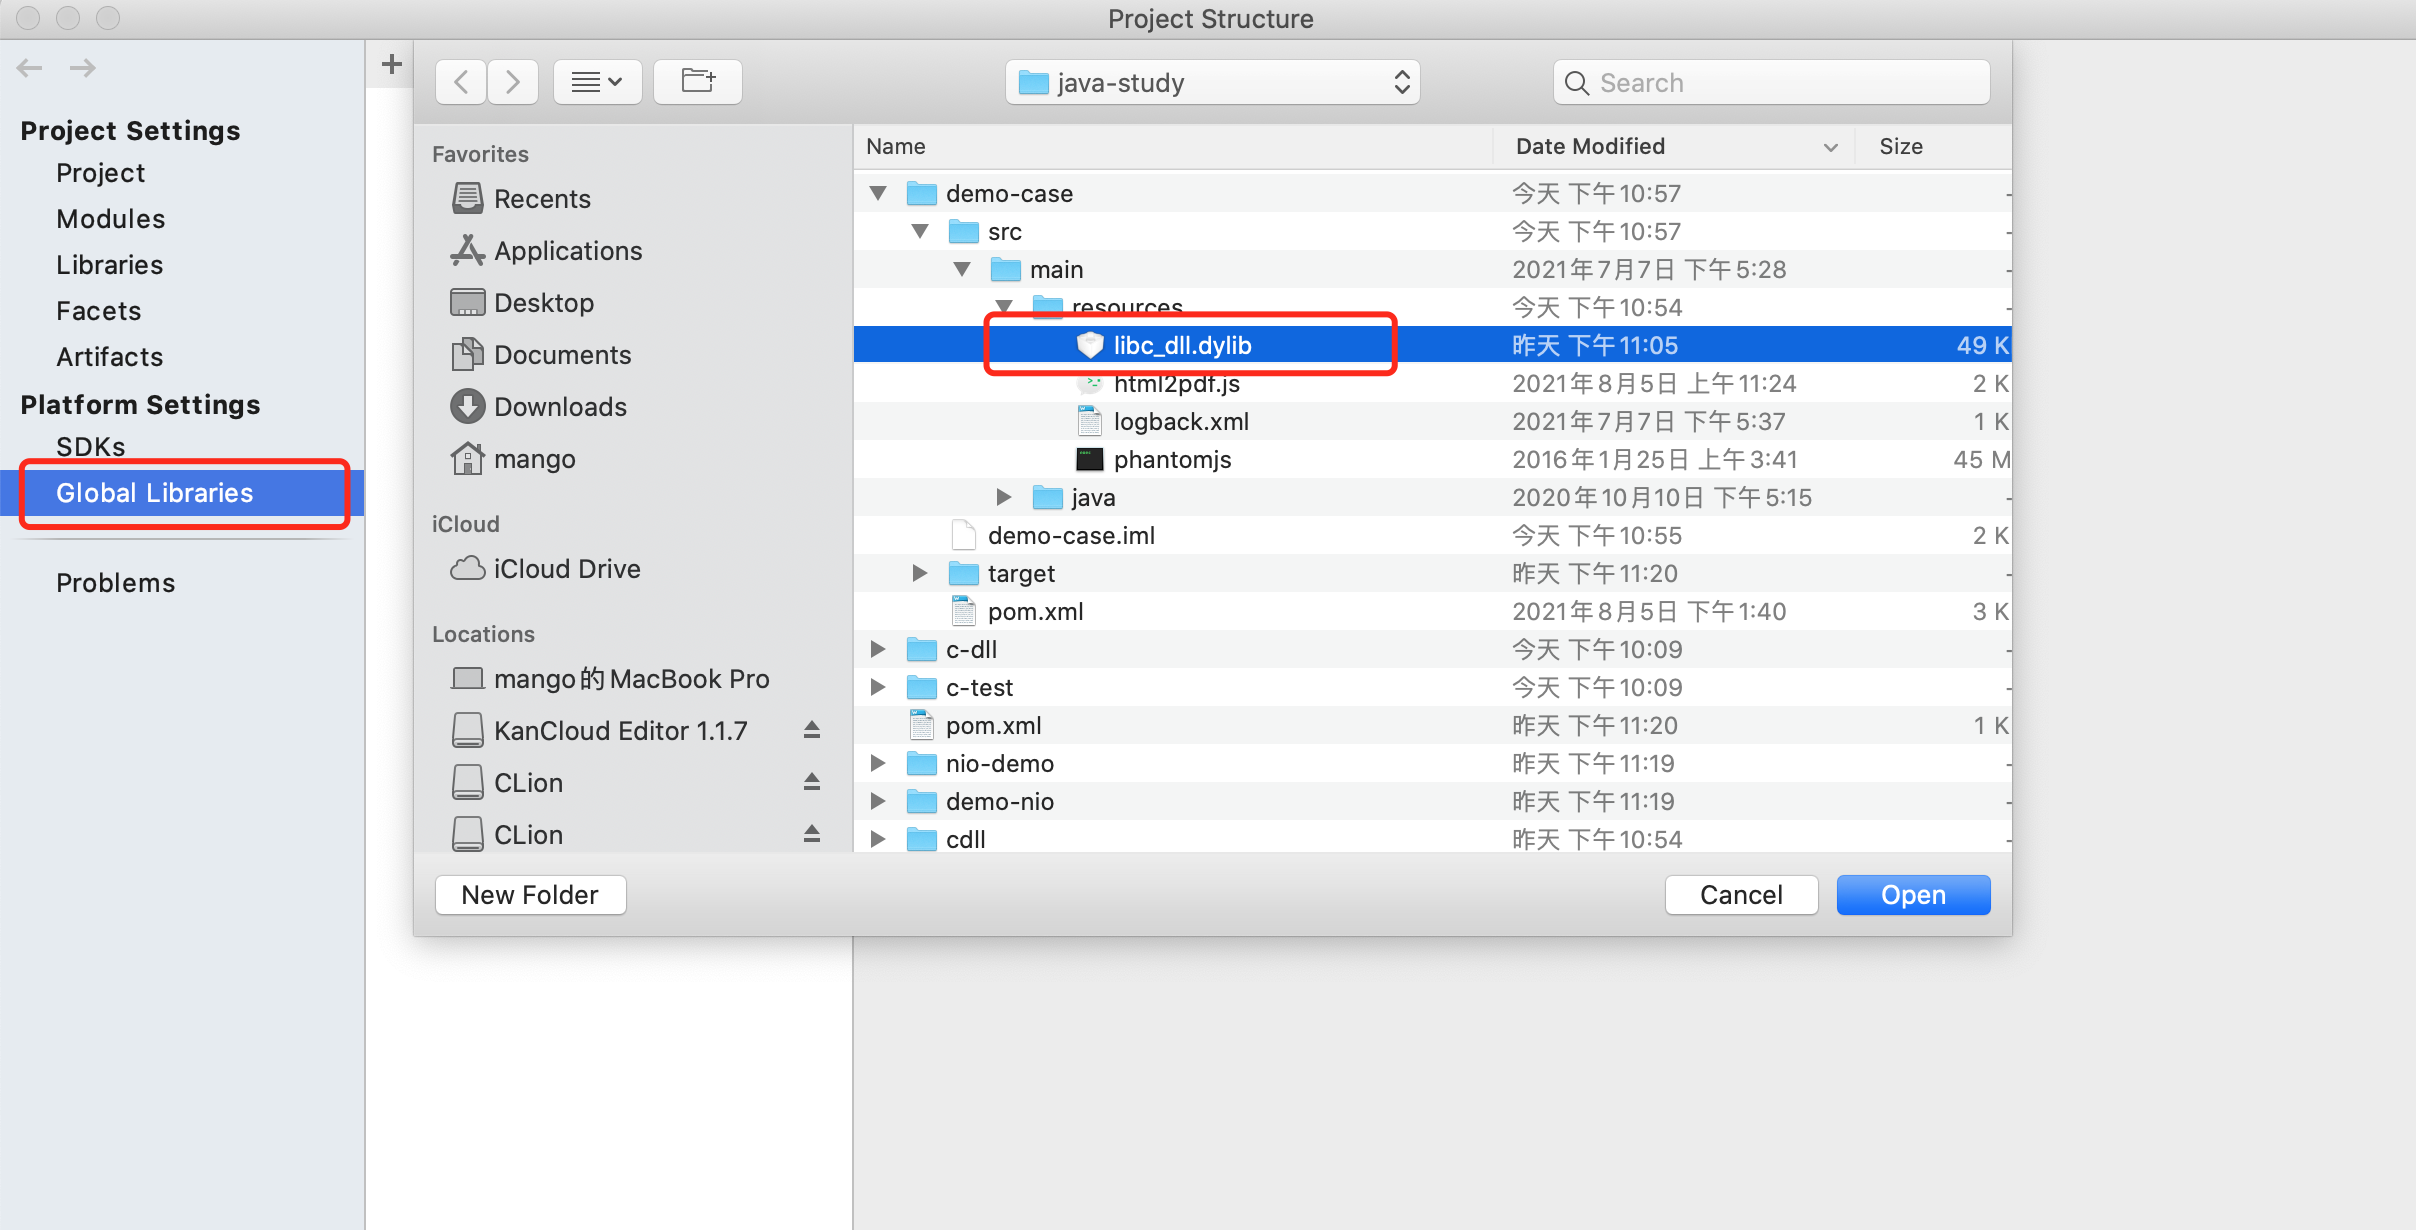 Project Structure
Project Settings
Project
Modules
Libraries
Facets
Artifacts
Platform Settings
SDKs
Global Libraries
Problems
java-study
Search
Favorites
Recents
Applications
Desktop
Documents
Downloads
mango
iCloud
iCloud Drive
Locations
mango的MacBook Pro
KanCloud Editor 1.1.7
CLion
CLion
Name Date Modified Size
demo-case 今天 下午10:57 -
src 今天 下午10:57 -
main 2021年7月7日 下午5:28 -
resources 今天 下午10:54 -
libc_dll.dylib 昨天 下午11:05 49 K
html2pdf.js 2021年8月5日 上午11:24 2 K
logback.xml 2021年7月7日 下午5:37 1 K
phantomjs 2016年1月25日 上午3:41 45 M
java 2020年10月10日 下午5:15 -
demo-case.iml 今天 下午10:55 2 K
target 昨天 下午11:20 -
pom.xml 2021年8月5日 下午1:40 3 K
c-dll 今天 下午10:09 -
c-test 今天 下午10:09 -
pom.xml 昨天 下午11:20 1 K
nio-demo 昨天 下午11:19 -
demo-nio 昨天 下午11:19 -
cdll 昨天 下午10:54 -
New Folder
Cancel
Open